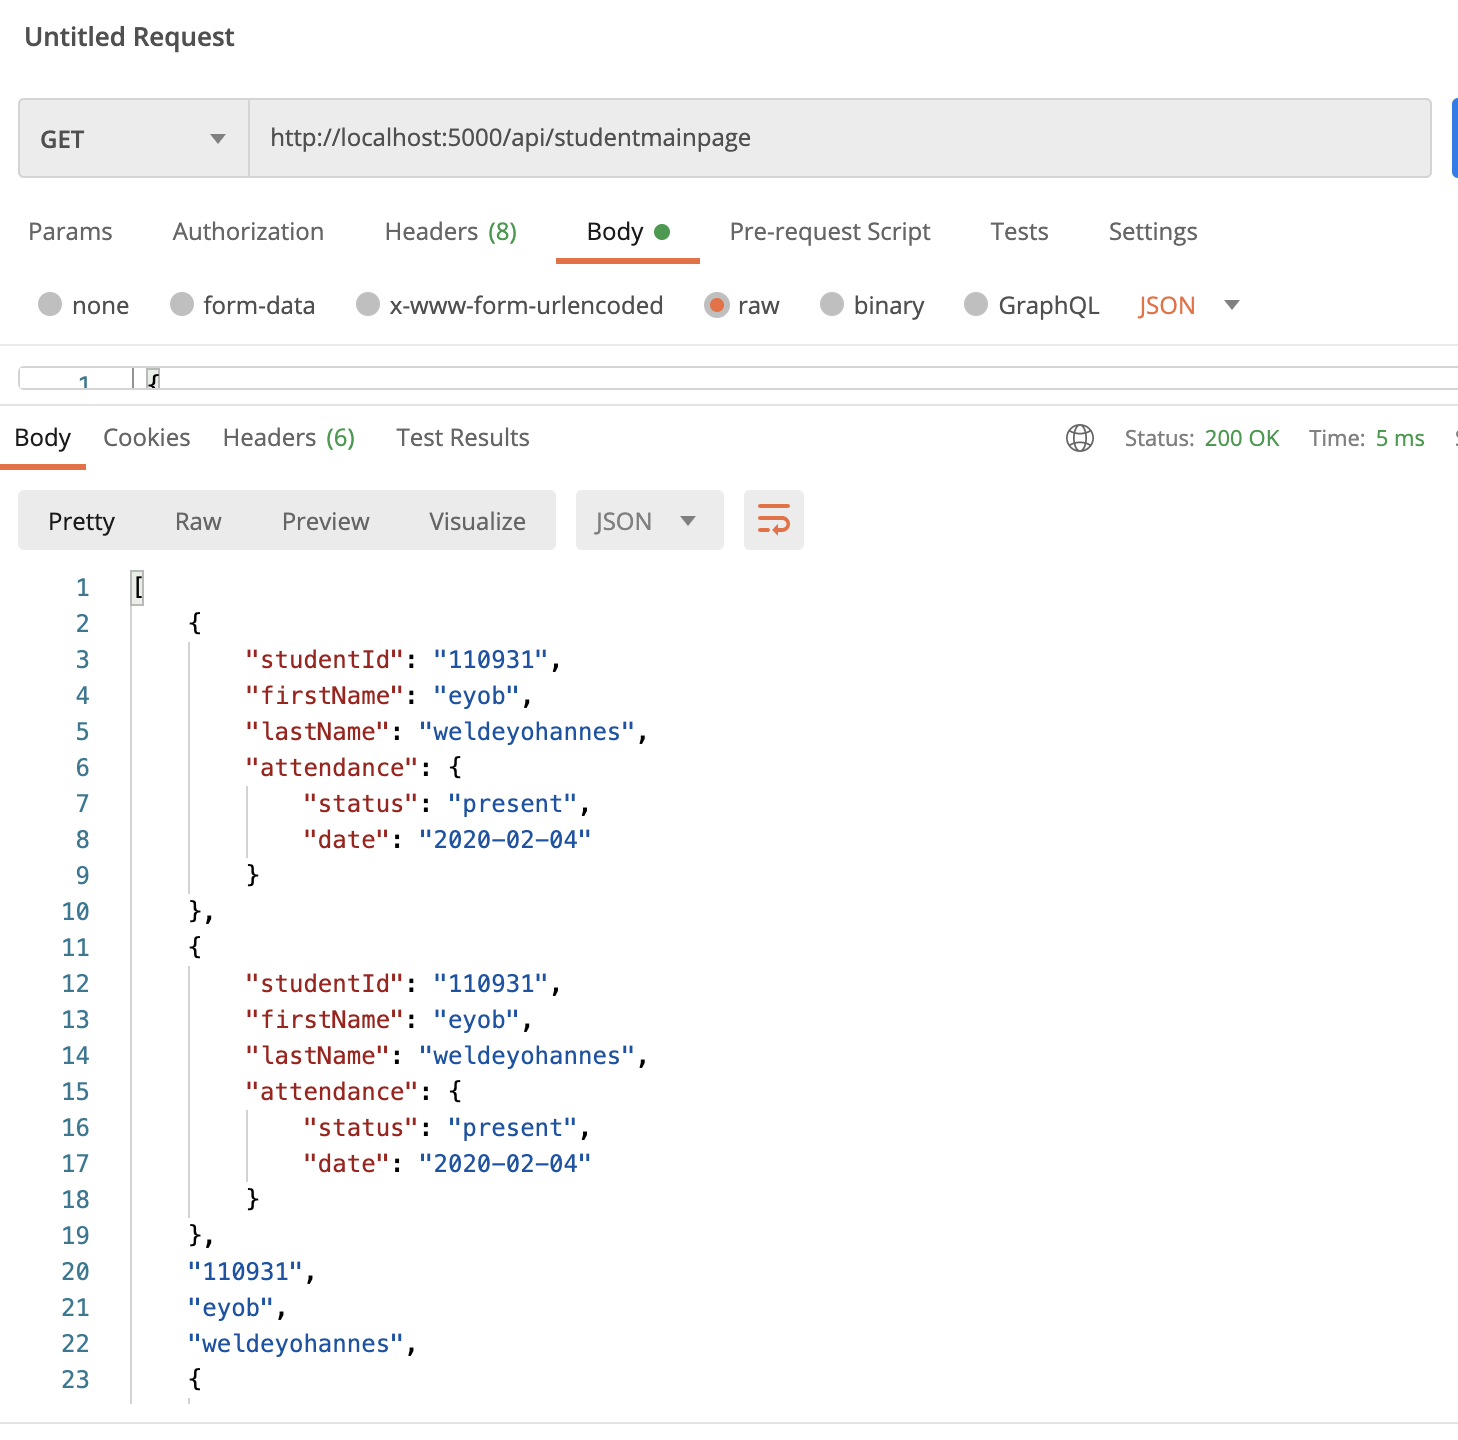 Untitled Request
GET http://localhost:5000/api/studentmainpage
Params Authorization Headers (8) Body Pre-request Script Tests Settings
none form-data x-www-form-urlencoded raw binary GraphQL JSON
1 {
Body Cookies Headers (6) Test Results Status: 200 OK Time: 5 ms
Pretty Raw Preview Visualize JSON
1 [
2 {
3 "studentId": "110931",
4 "firstName": "eyob",
5 "lastName": "weldeyohannes",
6 "attendance": {
7 "status": "present",
8 "date": "2020-02-04"
9 }
10 },
11 {
12 "studentId": "110931",
13 "firstName": "eyob",
14 "lastName": "weldeyohannes",
15 "attendance": {
16 "status": "present",
17 "date": "2020-02-04"
18 }
19 },
20 "110931",
21 "eyob",
22 "weldeyohannes",
23 {